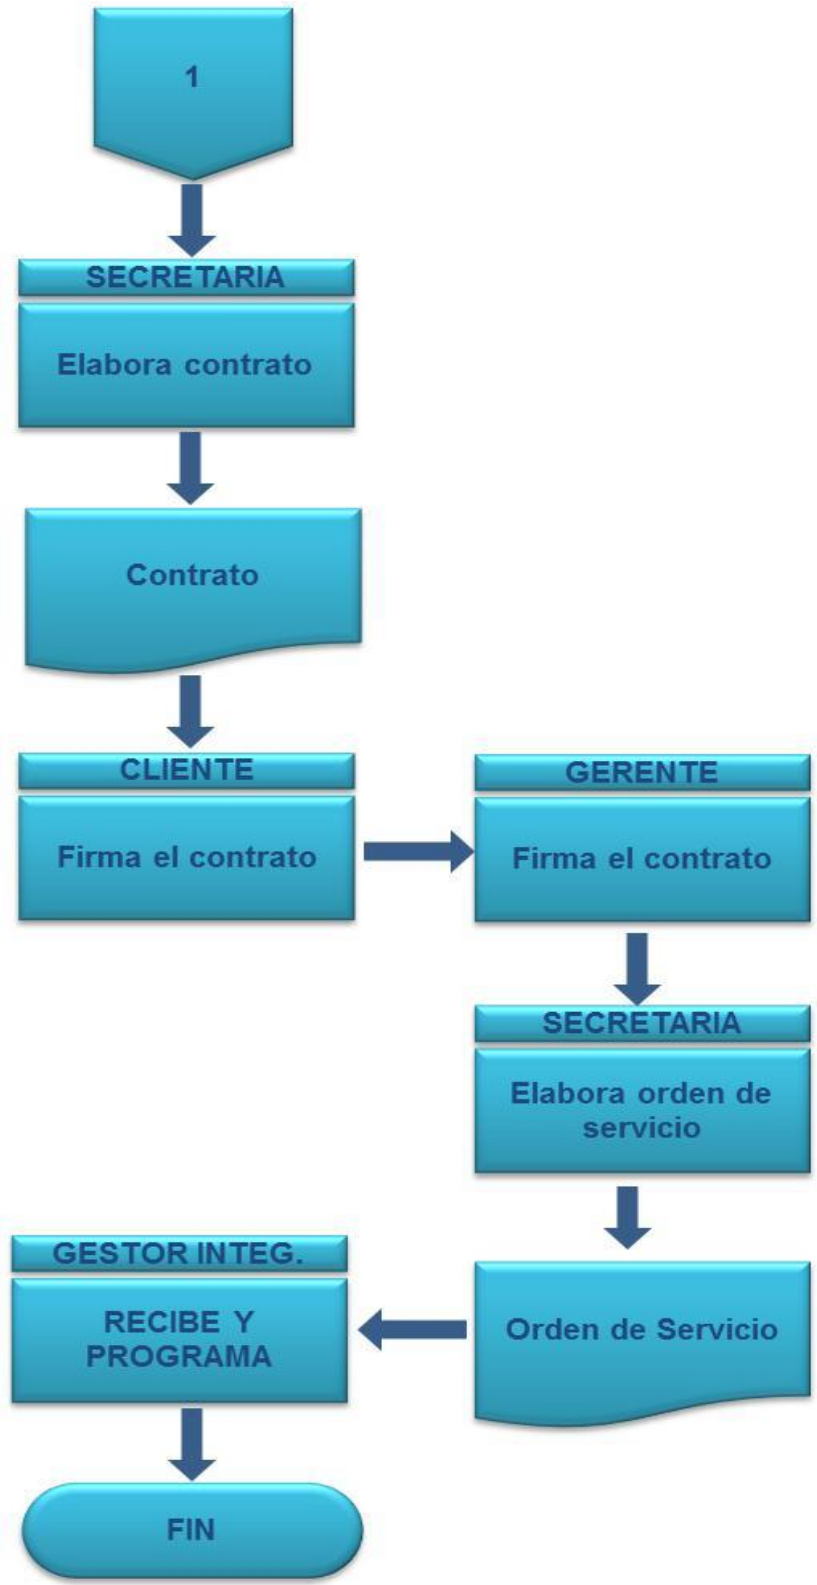 1
SECRETARIA
Elabora contrato
Contrato
CLIENTE
Firma el contrato
GERENTE
Firma el contrato
SECRETARIA
Elabora orden de
servicio
Orden de Servicio
GESTOR INTEG.
RECIBE Y
PROGRAMA
FIN